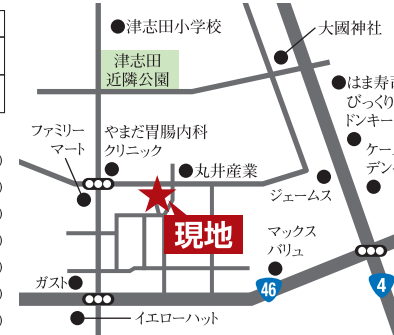 津志田小学校
大國神社
津志田
近隣公園
はま寿司
びっくり
ドンキー
ファミリー
マート
やまだ胃腸内科
クリニック
丸井産業
ケー
デン
ジェームス
現地
マックス
バリュ
ガスト
46
4
イエローハット